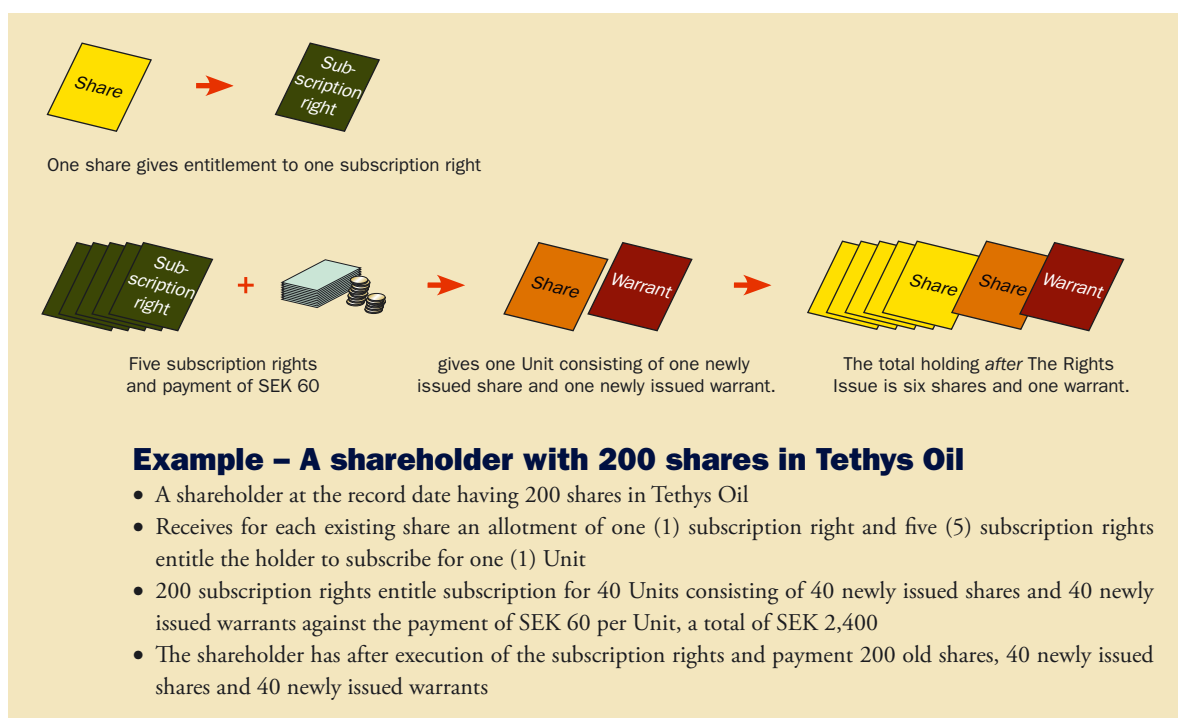 Share
Sub-
scription
right
One share gives entitlement to one subscription right
Sub-
scription
right
+
Share
Warrant
Share
Share
Warrant
Five subscription rights
and payment of SEK 60
gives one Unit consisting of one newly
issued share and one newly issued warrant.
The total holding after The Rights
Issue is six shares and one warrant.
Example – A shareholder with 200 shares in Tethys Oil
• A shareholder at the record date having 200 shares in Tethys Oil
• Receives for each existing share an allotment of one (1) subscription right and five (5) subscription rights
entitle the holder to subscribe for one (1) Unit
• 200 subscription rights entitle subscription for 40 Units consisting of 40 newly issued shares and 40 newly
issued warrants against the payment of SEK 60 per Unit, a total of SEK 2,400
• The shareholder has after execution of the subscription rights and payment 200 old shares, 40 newly issued
shares and 40 newly issued warrants